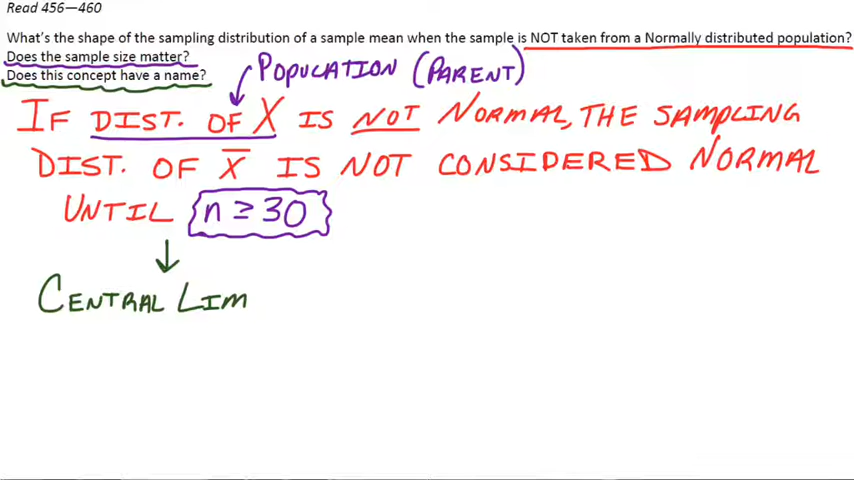 Read 456—460
What's the shape of the sampling distribution of a sample mean when the sample is NOT taken from a Normally distributed population?
Does the sample size matter?
Does this concept have a name?
POPULATION (PARENT)
IF DIST. OF X IS NOT NORMAL, THE SAMPLING
DIST. OF X̄ IS NOT CONSIDERED NORMAL
UNTIL n ≥ 30
CENTRAL LIM